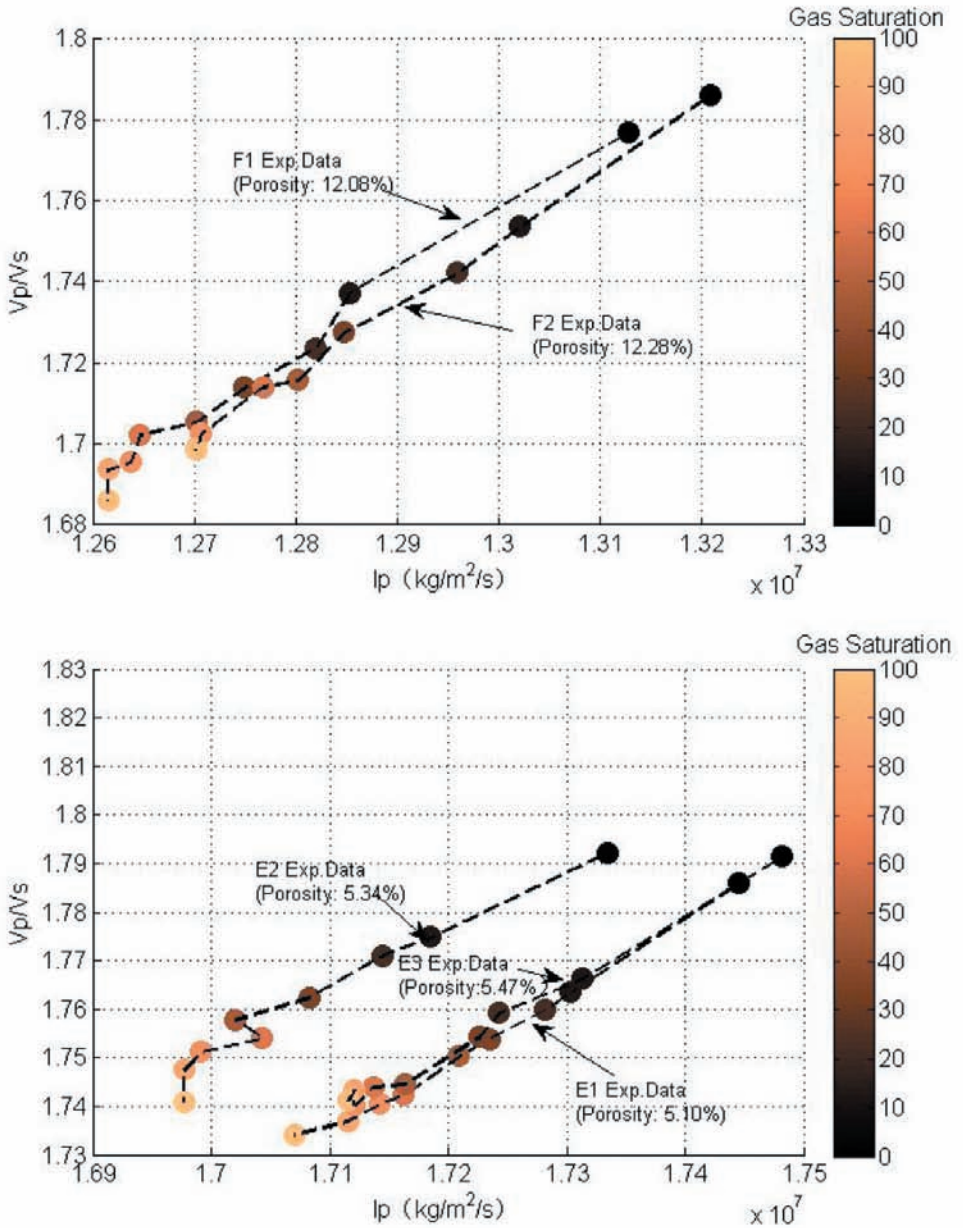 Gas Saturation
1.8
1.78
1.76
1.74
1.72
1.7
1.68
Vp/Vs
F1 Exp.Data
(Porosity: 12.08%)
F2 Exp.Data
(Porosity: 12.28%)
1.26 1.27 1.28 1.29 1.3 1.31 1.32 1.33
Ip (kg/m²/s)
x 10⁷
100
90
80
70
60
50
40
30
20
10
0
Gas Saturation
1.83
1.82
1.81
1.8
1.79
1.78
1.77
1.76
1.75
1.74
1.73
Vp/Vs
E2 Exp.Data
(Porosity: 5.34%)
E3 Exp.Data
(Porosity:5.47%)
E1 Exp.Data
(Porosity: 5.10%)
1.69 1.7 1.71 1.72 1.73 1.74 1.75
Ip (kg/m²/s)
x 10⁷
100
90
80
70
60
50
40
30
20
10
0